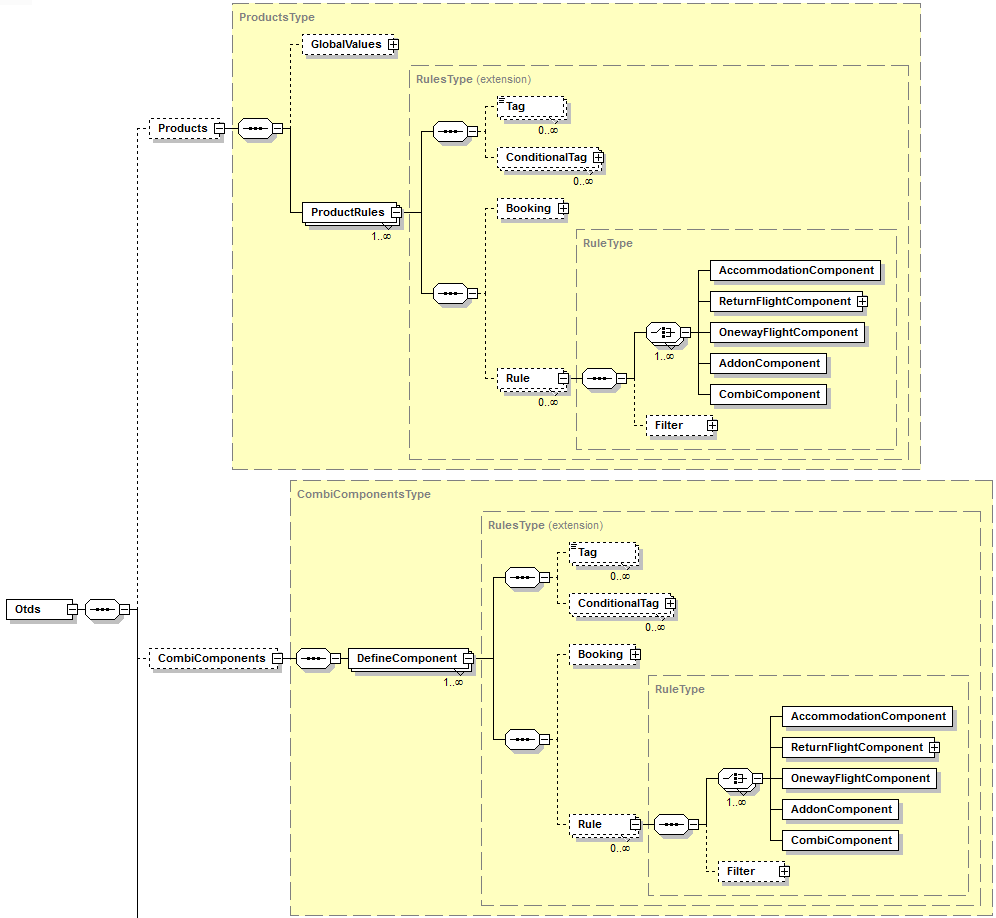 ProductsType
GlobalValues
RulesType (extension)
Tag
0..∞
Products
ConditionalTag
0..∞
Booking
ProductRules
1..∞
RuleType
AccommodationComponent
ReturnFlightComponent
OnewayFlightComponent
1..∞
AddonComponent
Rule
0..∞
CombiComponent
Filter
CombiComponentsType
RulesType (extension)
Tag
0..∞
ConditionalTag
0..∞
Otds
Booking
CombiComponents
DefineComponent
1..∞
RuleType
AccommodationComponent
ReturnFlightComponent
OnewayFlightComponent
1..∞
AddonComponent
Rule
0..∞
CombiComponent
Filter